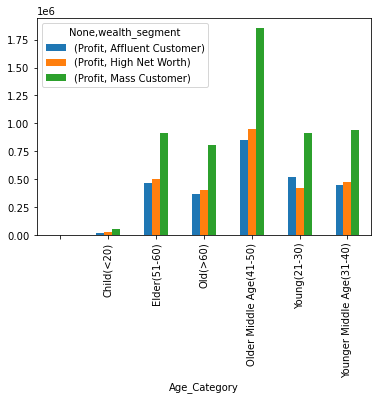 1e6
None,wealth_segment
(Profit, Affluent Customer)
(Profit, High Net Worth)
(Profit, Mass Customer)
1.75
1.50
1.25
1.00
0.75
0.50
0.25
0.00
Child(<20)
Elder(51-60)
Old(>60)
Older Middle Age(41-50)
Young(21-30)
Younger Middle Age(31-40)
Age_Category